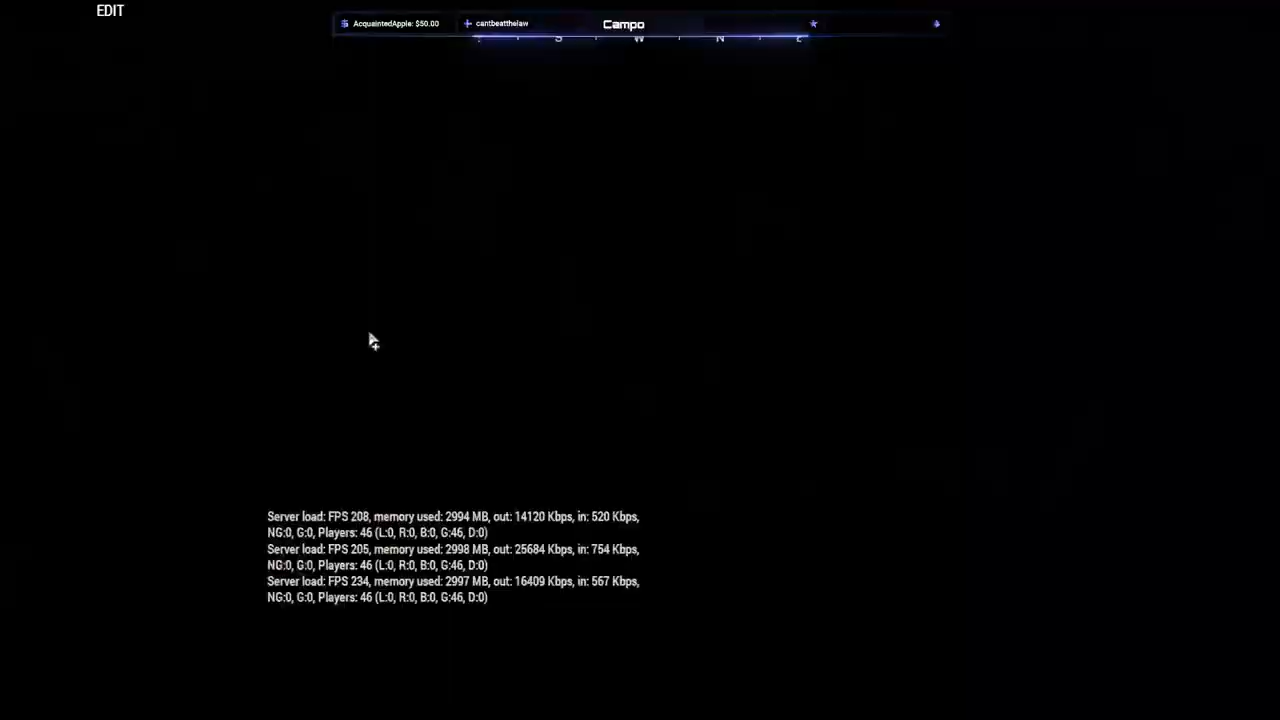 EDIT
AcquaintedApple: $50.00
cantbeatthelaw
Campo
S W N E
Server load: FPS 208, memory used: 2994 MB, out: 14120 Kbps, in: 520 Kbps,
NG:0, G:0, Players: 46 (L:0, R:0, B:0, G:46, D:0)
Server load: FPS 205, memory used: 2998 MB, out: 25684 Kbps, in: 754 Kbps,
NG:0, G:0, Players: 46 (L:0, R:0, B:0, G:46, D:0)
Server load: FPS 234, memory used: 2997 MB, out: 16409 Kbps, in: 567 Kbps,
NG:0, G:0, Players: 46 (L:0, R:0, B:0, G:46, D:0)